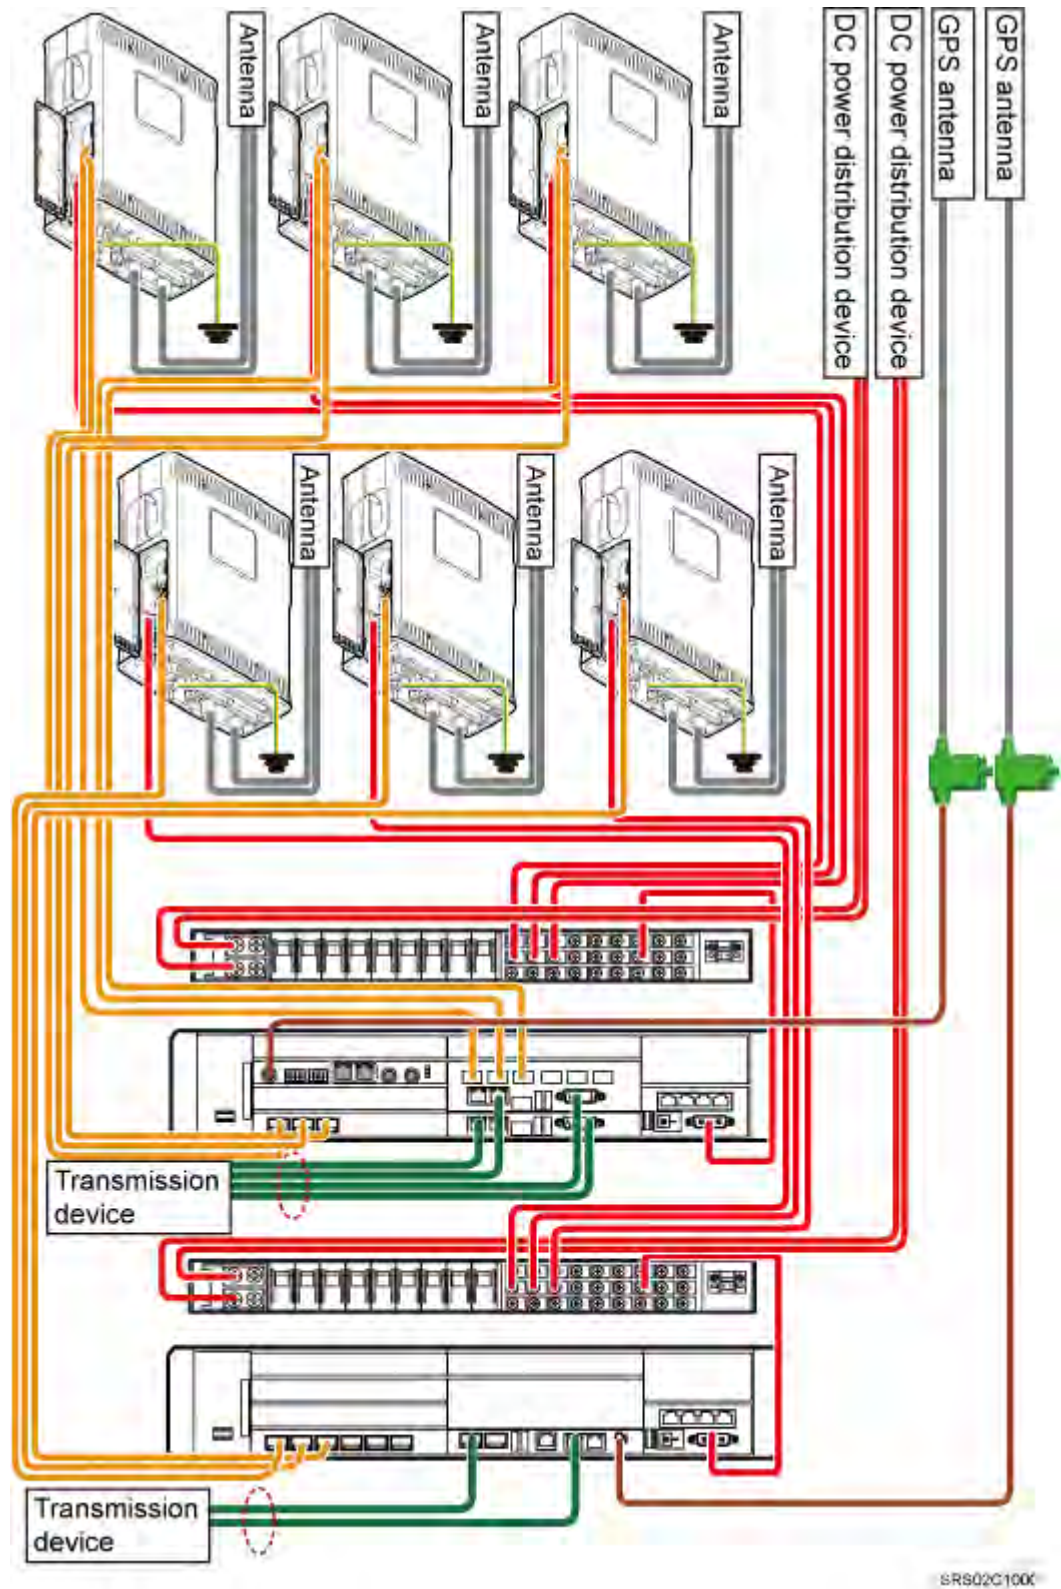 Antenna
Antenna
Antenna
DC power distribution device
DC power distribution device
GPS antenna
GPS antenna
Antenna
Antenna
Antenna
Transmission
device
Transmission
device